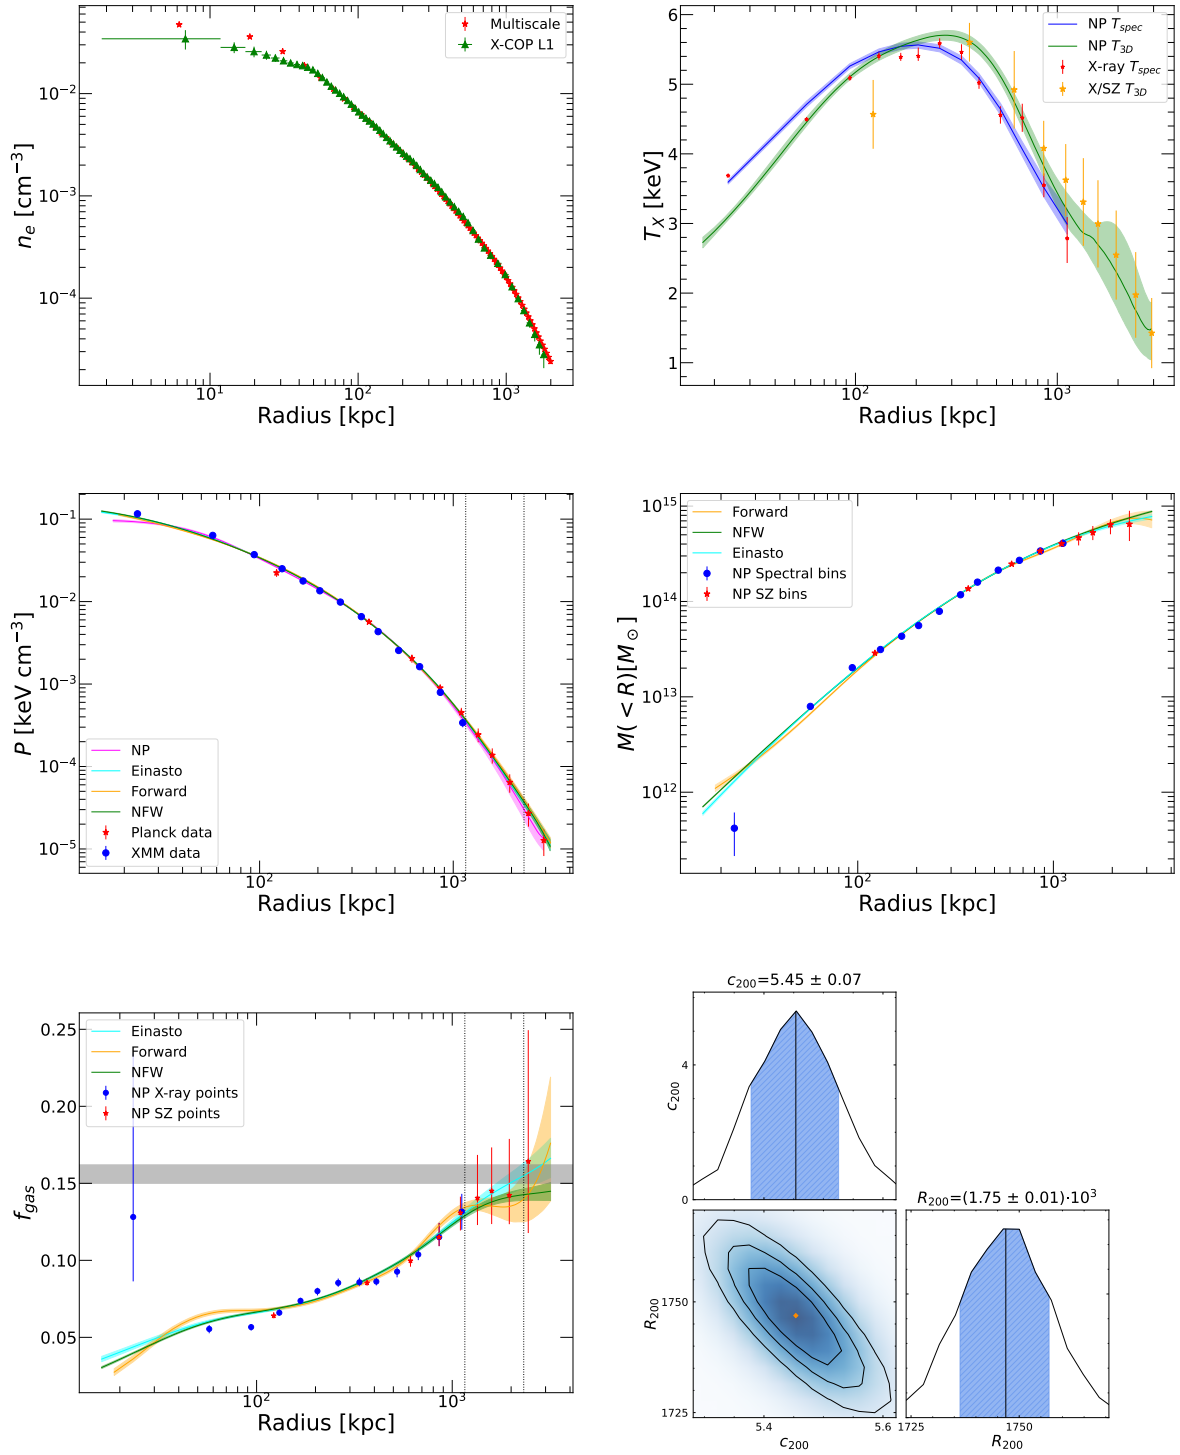 Multiscale
X-COP L1
n_e [cm^−3]
10^−2
10^−3
10^−4
10^1
10^2
10^3
Radius [kpc]
NP T_spec
NP T_3D
X-ray T_spec
X/SZ T_3D
T_X [keV]
6
5
4
3
2
1
10^2
10^3
Radius [kpc]
P [keV cm^−3]
10^−1
10^−2
10^−3
10^−4
10^−5
NP
Einasto
Forward
NFW
Planck data
XMM data
10^2
10^3
Radius [kpc]
M(<R)[M_⊙]
10^15
10^14
10^13
10^12
Forward
NFW
Einasto
NP Spectral bins
NP SZ bins
10^2
10^3
Radius [kpc]
f_gas
0.25
0.20
0.15
0.10
0.05
Einasto
Forward
NFW
NP X-ray points
NP SZ points
10^2
10^3
Radius [kpc]
c_200=5.45 ± 0.07
c_200
4
0
R_200=(1.75 ± 0.01)·10^3
R_200
1750
1725
5.4
5.6
c_200
1725
1750
R_200